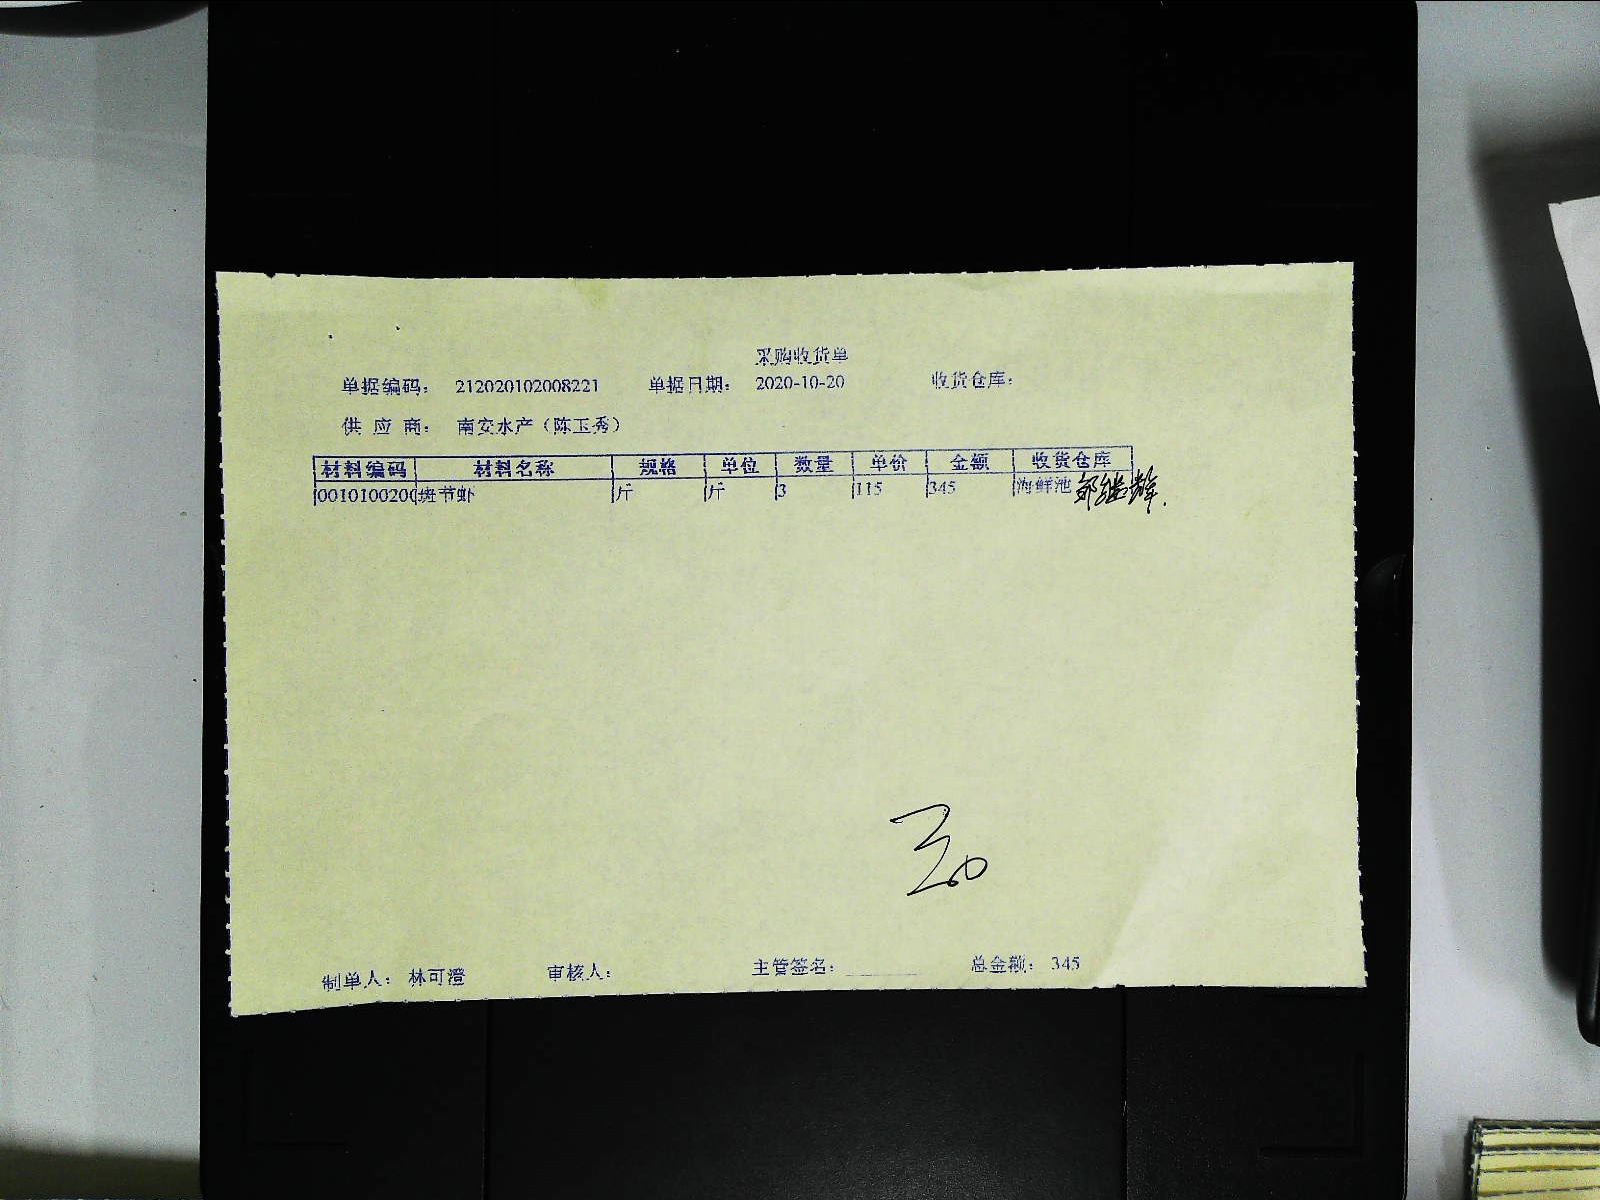 采购收货单
单据编码： 212020102008221 单据日期： 2020-10-20 收货仓库：
供 应 商： 南安水产（陈玉秀）
材料编码 材料名称 规格 单位 数量 单价 金额 收货仓库
0010100200 斑节虾 斤 斤 3 115 345 海鲜池
制单人： 林可澄 审核人： 主管签名： 总金额： 345